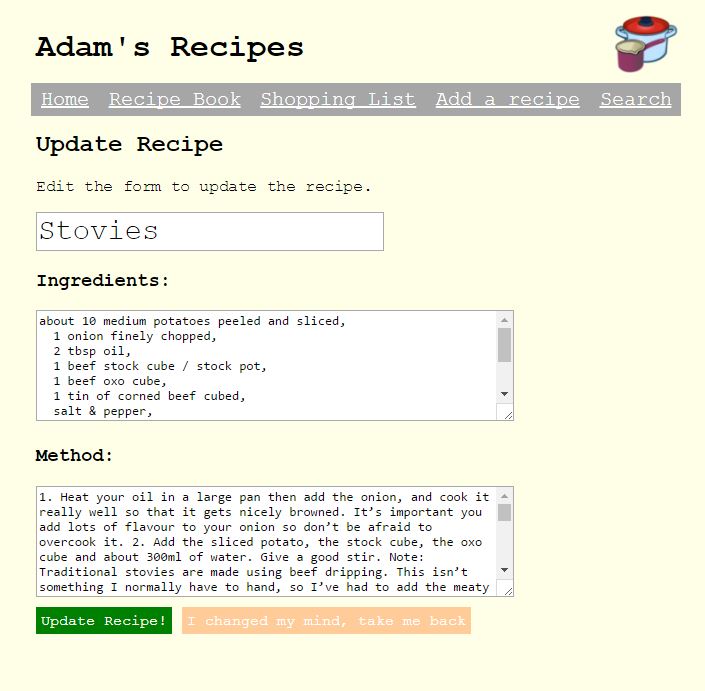 Adam's Recipes
Home Recipe Book Shopping List Add a recipe Search
Update Recipe
Edit the form to update the recipe.
Stovies
Ingredients:
about 10 medium potatoes peeled and sliced,
1 onion finely chopped,
2 tbsp oil,
1 beef stock cube / stock pot,
1 beef oxo cube,
1 tin of corned beef cubed,
salt & pepper,
Method:
1. Heat your oil in a large pan then add the onion, and cook it
really well so that it gets nicely browned. It’s important you
add lots of flavour to your onion so don’t be afraid to
overcook it. 2. Add the sliced potato, the stock cube, the oxo
cube and about 300ml of water. Give a good stir. Note:
Traditional stovies are made using beef dripping. This isn’t
something I normally have to hand, so I’ve had to add the meaty
Update Recipe! I changed my mind, take me back